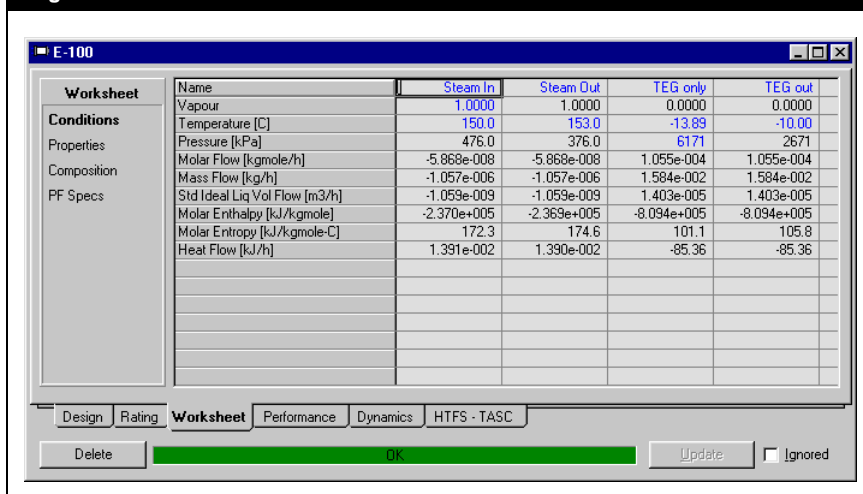 E-100
Worksheet
Conditions
Properties
Composition
PF Specs
Name Steam In Steam Out TEG only TEG out
Vapour 1.0000 1.0000 0.0000 0.0000
Temperature [C] 150.0 153.0 -13.89 -10.00
Pressure [kPa] 476.0 376.0 6171 2671
Molar Flow [kgmole/h] -5.868e-008 -5.868e-008 1.055e-004 1.055e-004
Mass Flow [kg/h] -1.057e-006 -1.057e-006 1.584e-002 1.584e-002
Std Ideal Liq Vol Flow [m3/h] -1.059e-009 -1.059e-009 1.403e-005 1.403e-005
Molar Enthalpy [kJ/kgmole] -2.370e+005 -2.369e+005 -8.094e+005 -8.094e+005
Molar Entropy [kJ/kgmole-C] 172.3 174.6 101.1 105.8
Heat Flow [kJ/h] 1.391e-002 1.390e-002 -85.36 -85.36
Design Rating Worksheet Performance Dynamics HTFS - TASC
Delete OK Update Ignored